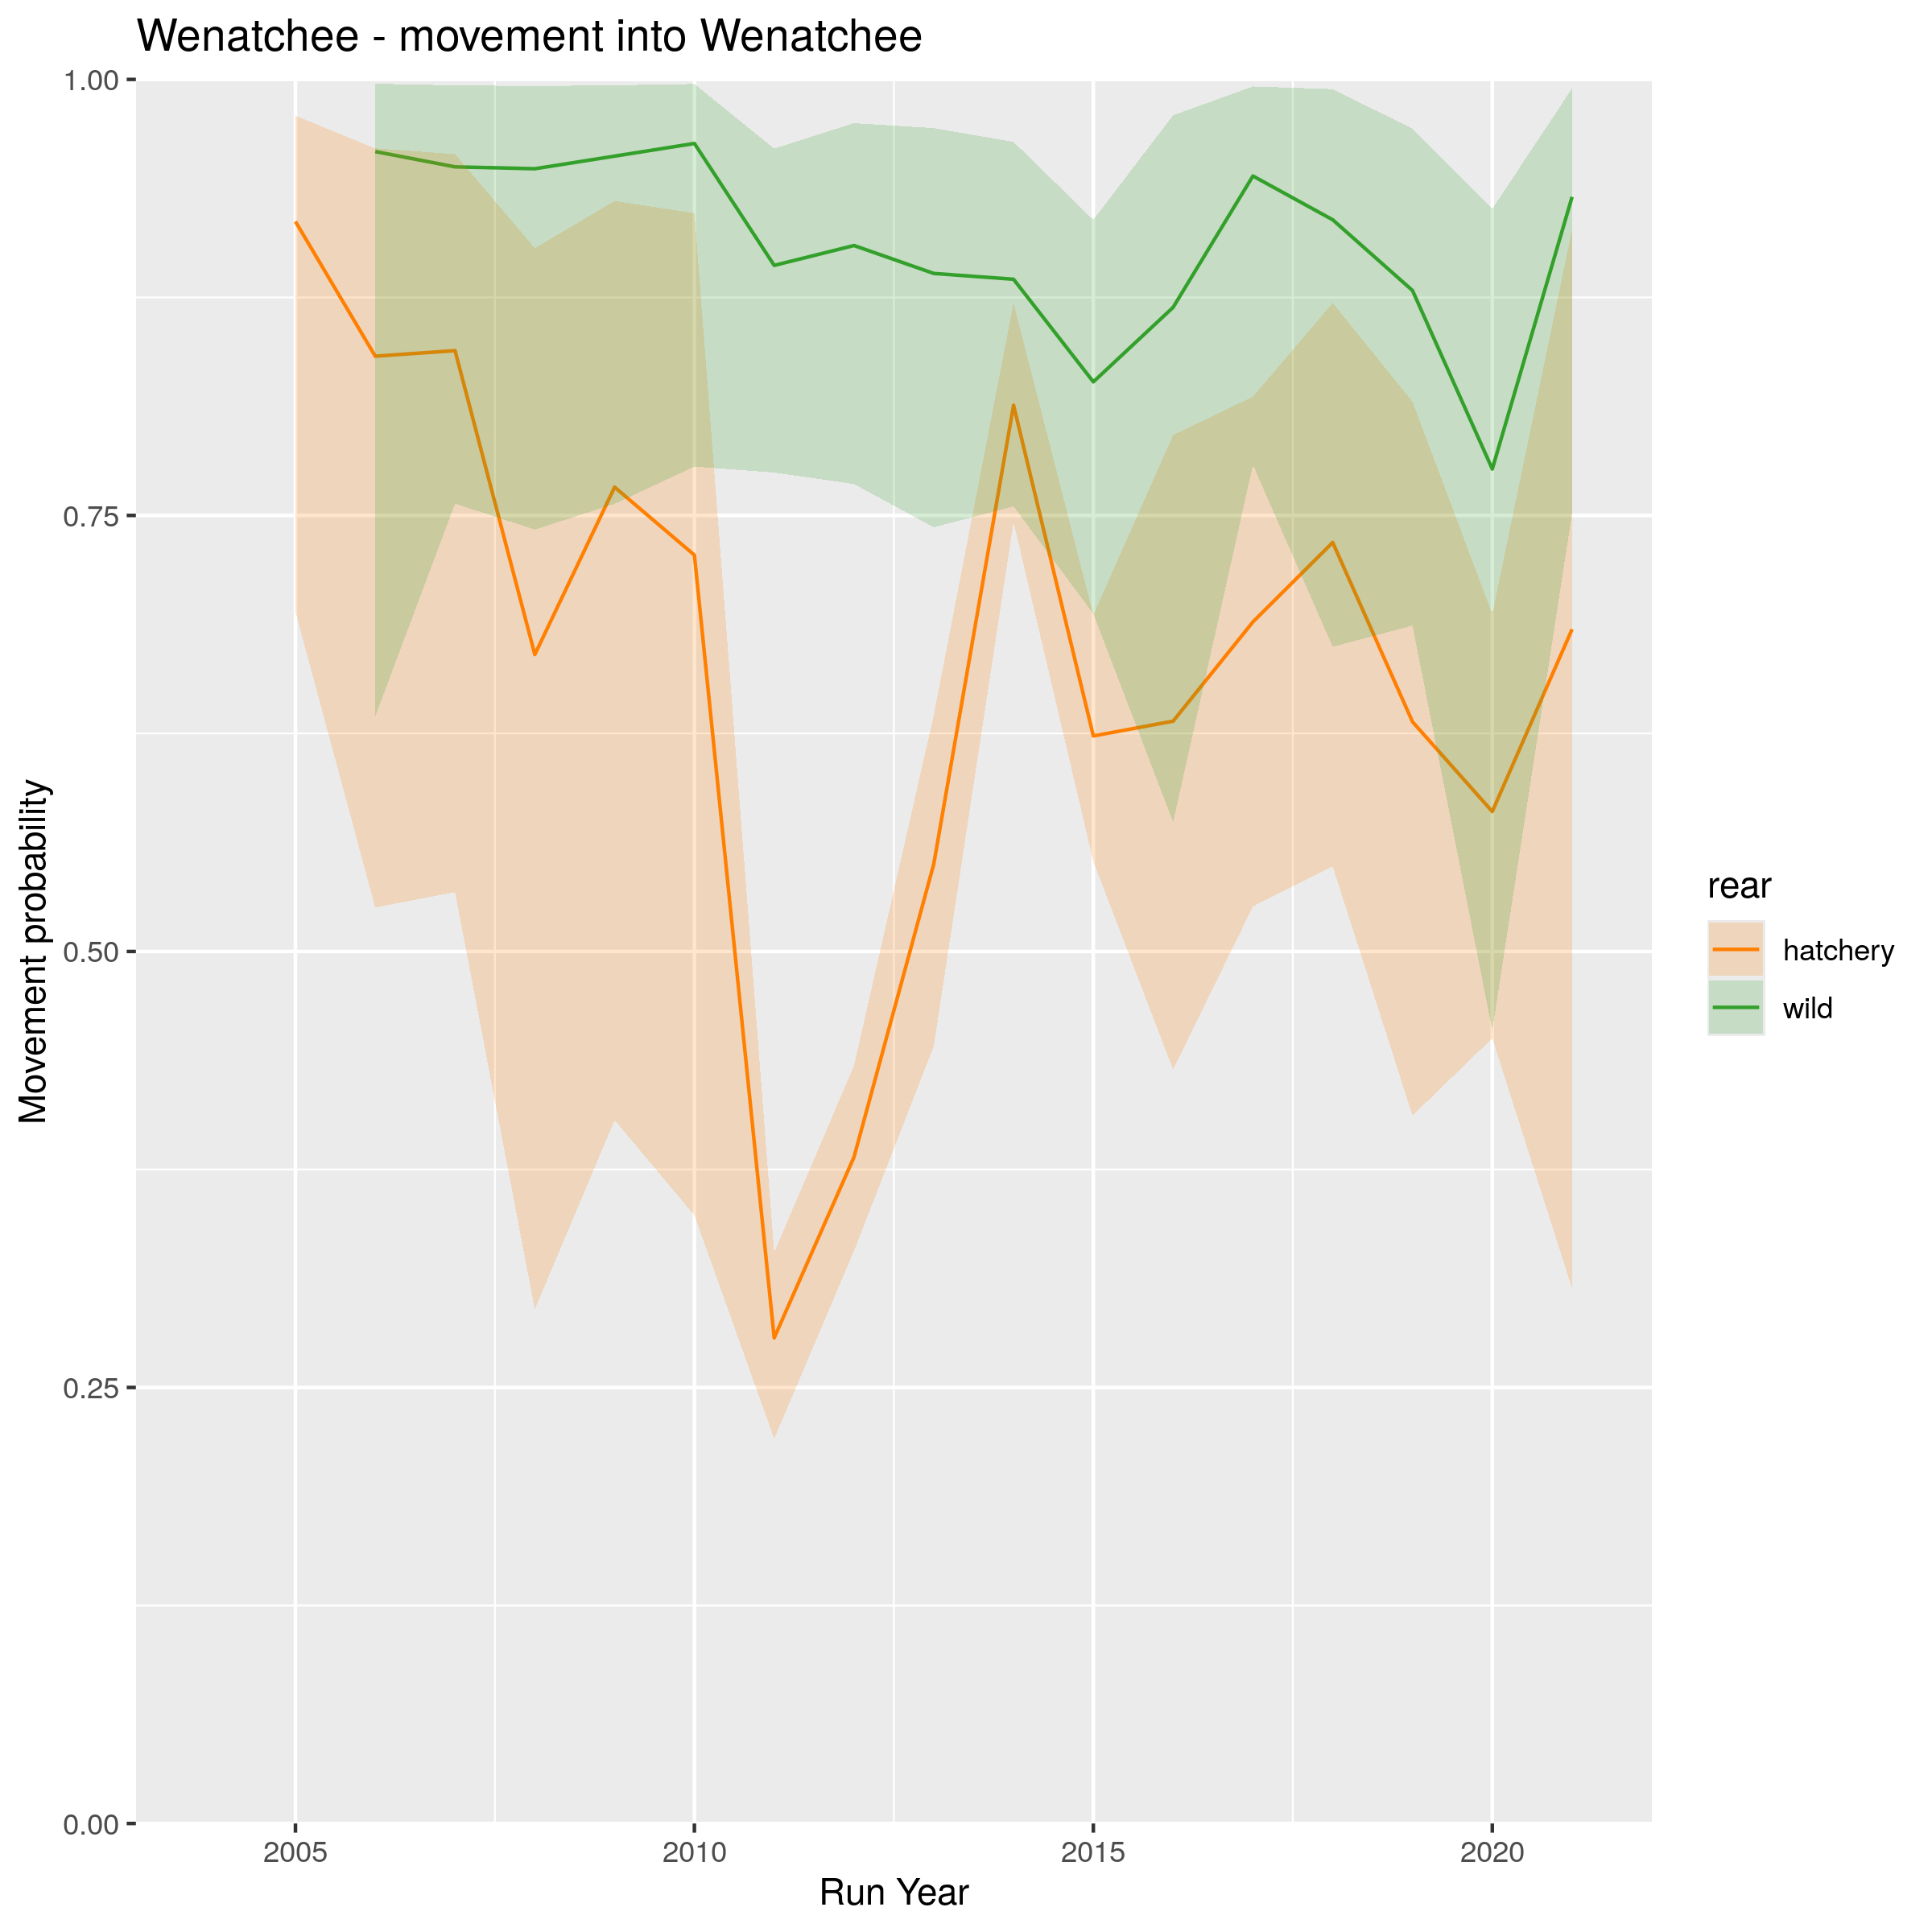 Wenatchee - movement into Wenatchee
1.00
0.75
0.50
0.25
0.00
Movement probability
2005
2010
2015
2020
Run Year
rear
hatchery
wild